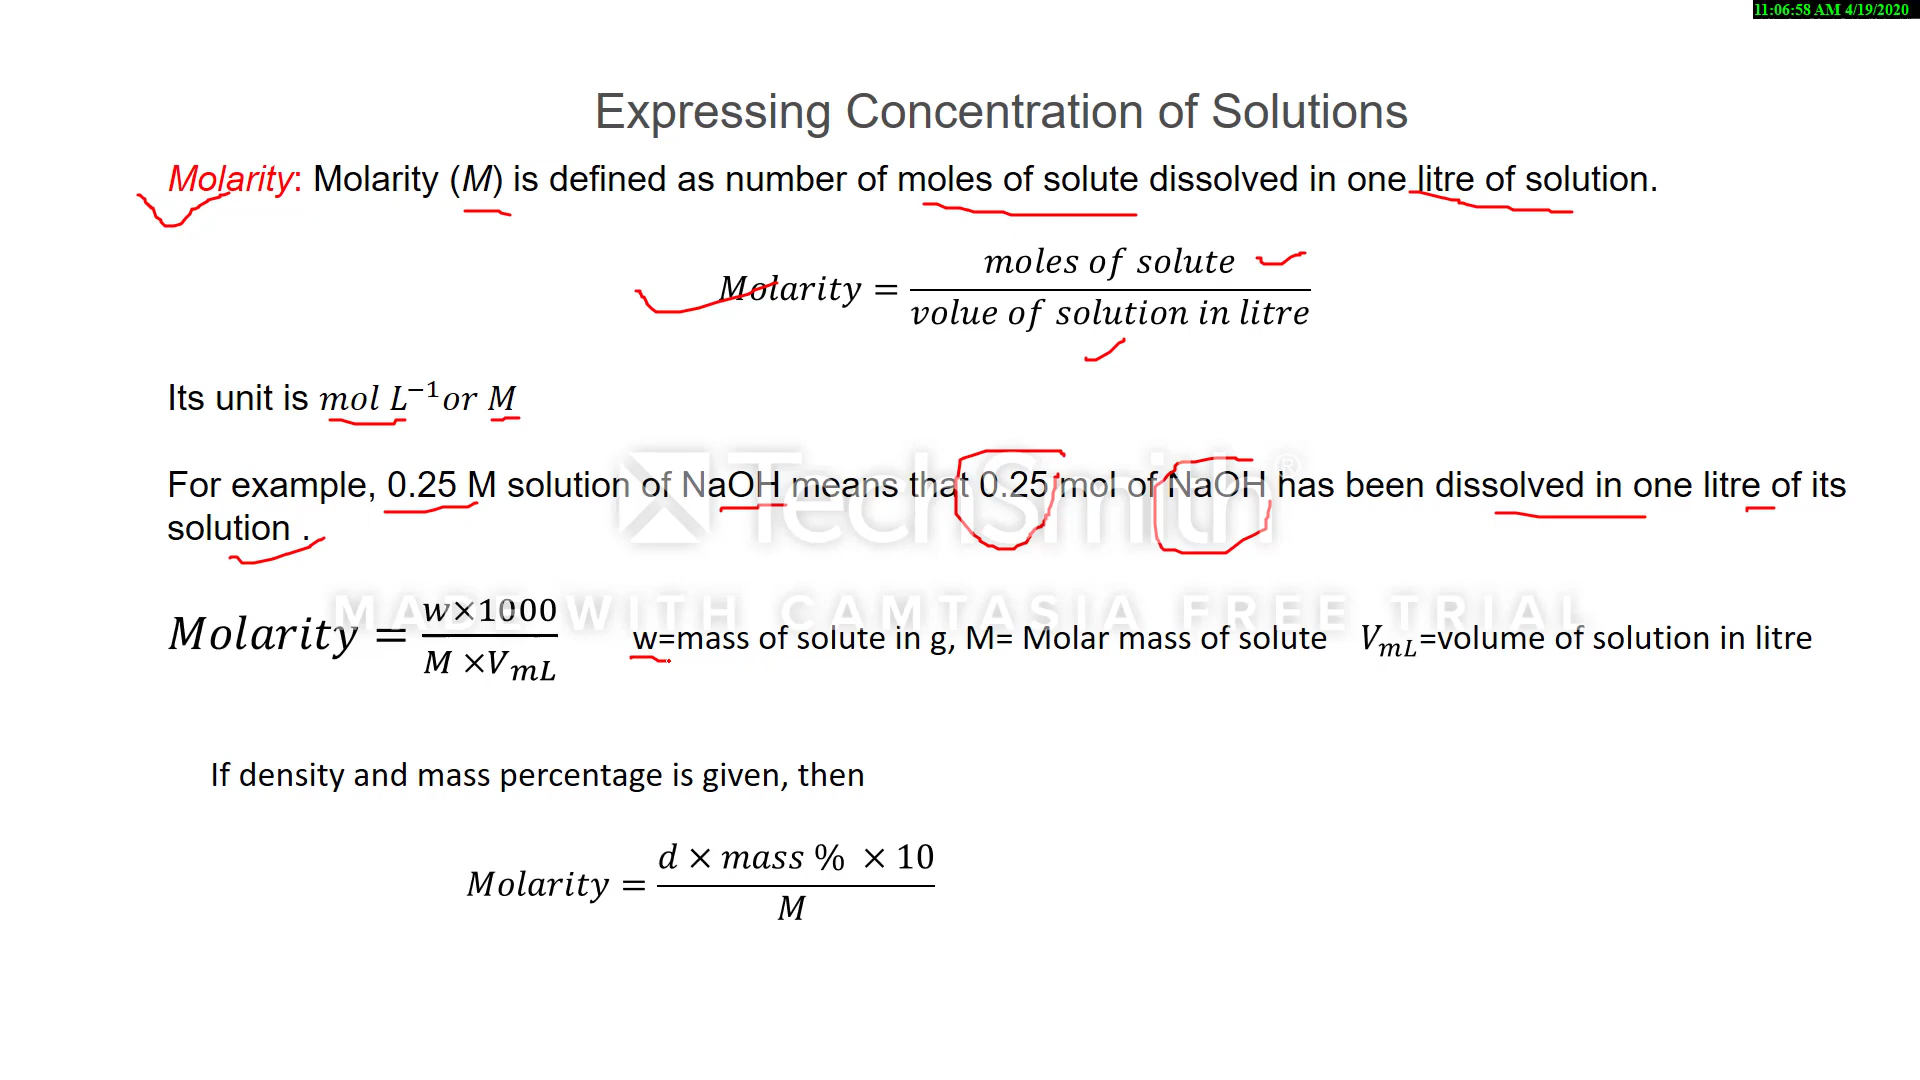 11:06:58 AM 4/19/2020
Expressing Concentration of Solutions
Molarity: Molarity (M) is defined as number of moles of solute dissolved in one litre of solution.
Molarity = moles of solute / volue of solution in litre
Its unit is mol L⁻¹or M
For example, 0.25 M solution of NaOH means that 0.25 mol of NaOH has been dissolved in one litre of its
solution .
TechSmith®
MADE WITH CAMTASIA FREE TRIAL
Molarity = w×1000 / M ×V_mL
w=mass of solute in g, M= Molar mass of solute V_mL=volume of solution in litre
If density and mass percentage is given, then
Molarity = d × mass % × 10 / M